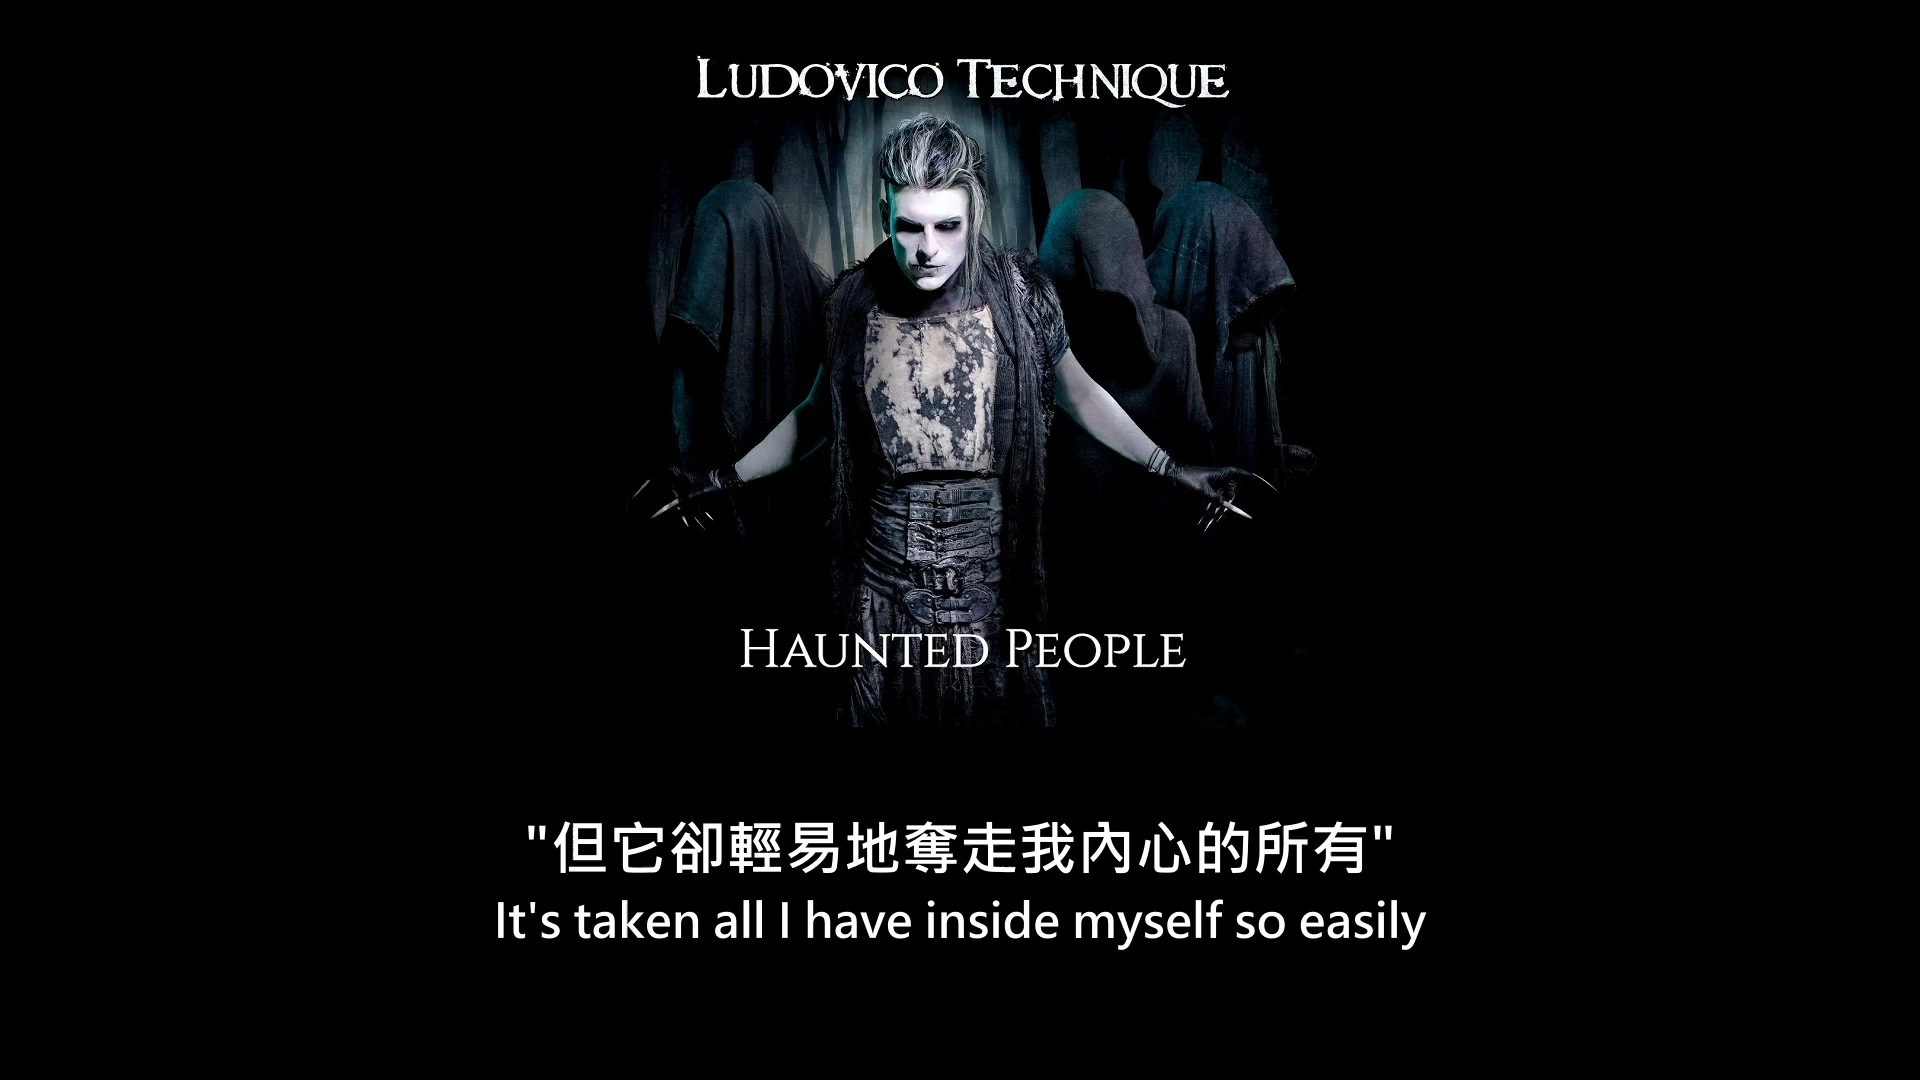 LUDOVICO TECHNIQUE
HAUNTED PEOPLE
"但它卻輕易地奪走我內心的所有"
It's taken all I have inside myself so easily